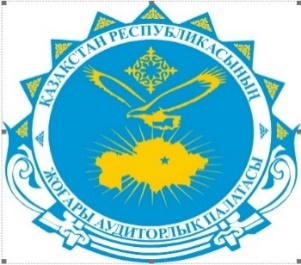 ҚАЗАҚСТАН РЕСПУБЛИКАСЫНЫҢ
ЖОҒАРЫ АУДИТОРЛЫҚ ПАЛАТАСЫ